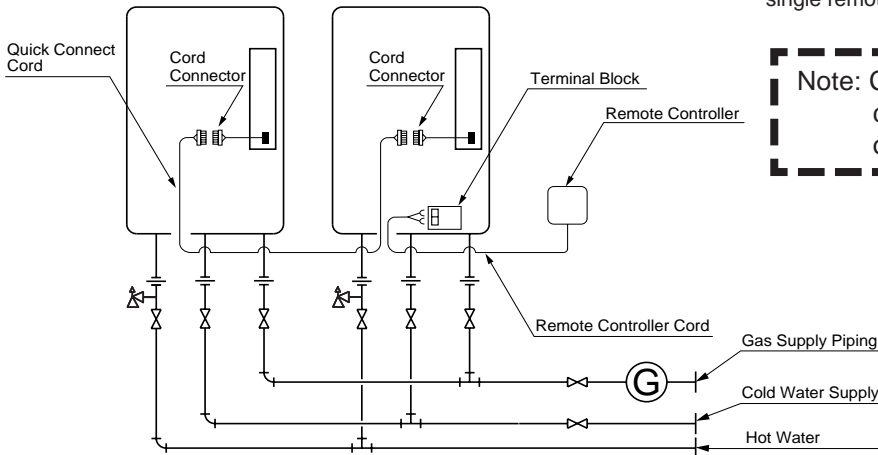 single remo
Quick Connect
Cord
Cord
Connector
Cord
Connector
Terminal Block
Remote Controller
Note:
Remote Controller Cord
Gas Supply Piping
G
Cold Water Supply
Hot Water